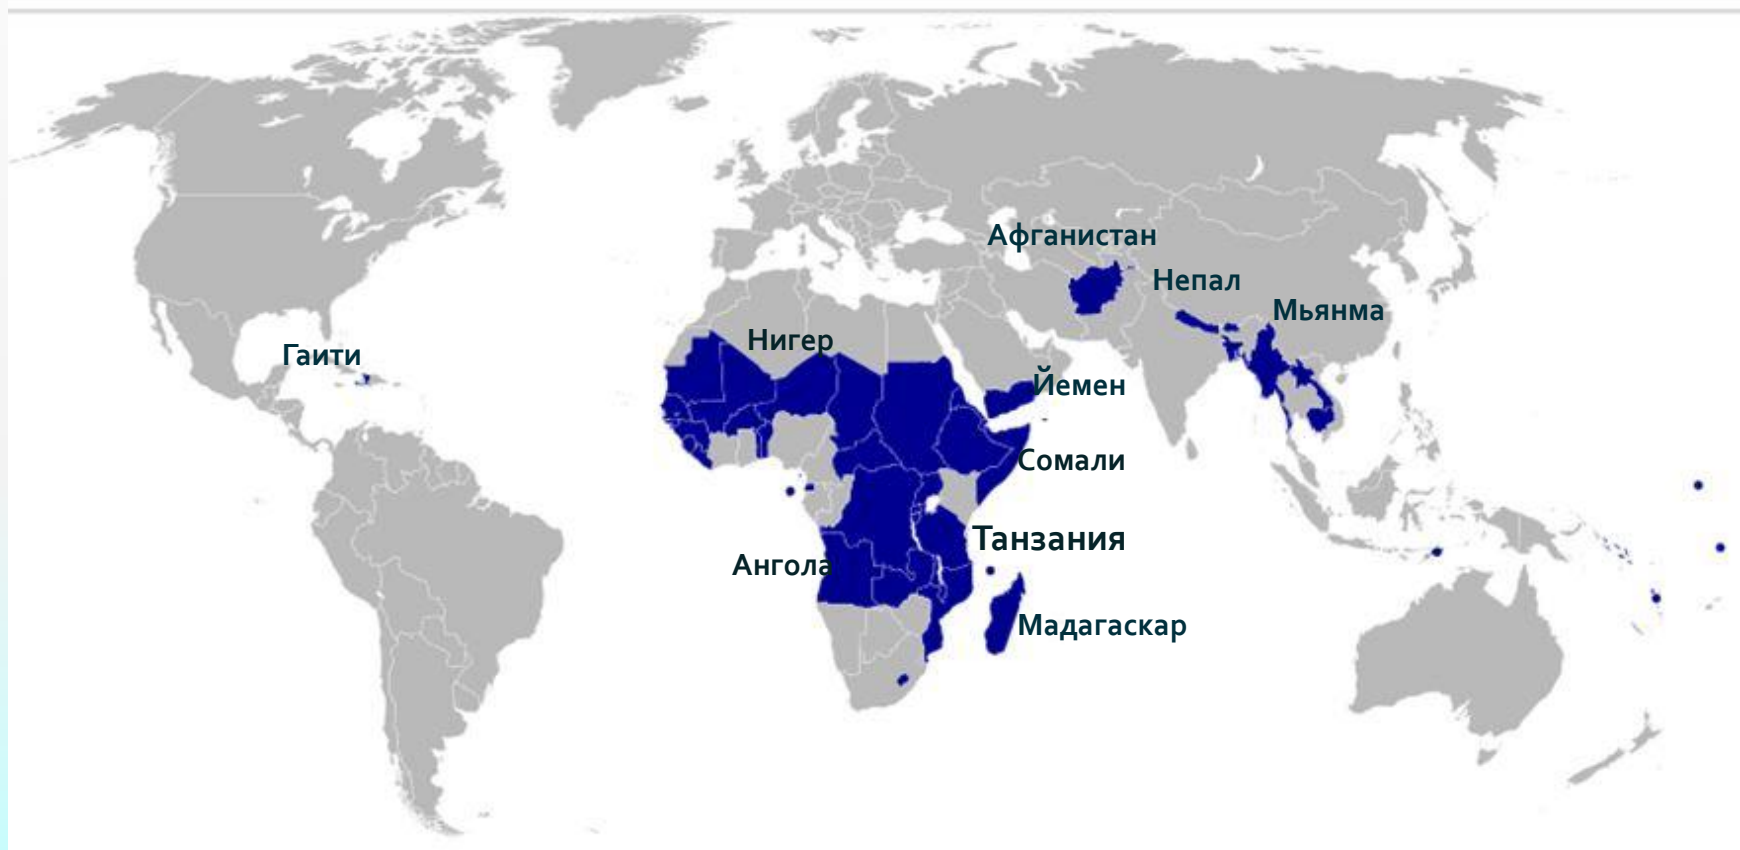 Афганистан
Непал
Мьянма
Нигер
Гаити
Йемен
Сомали
Танзания
Ангола
Мадагаскар